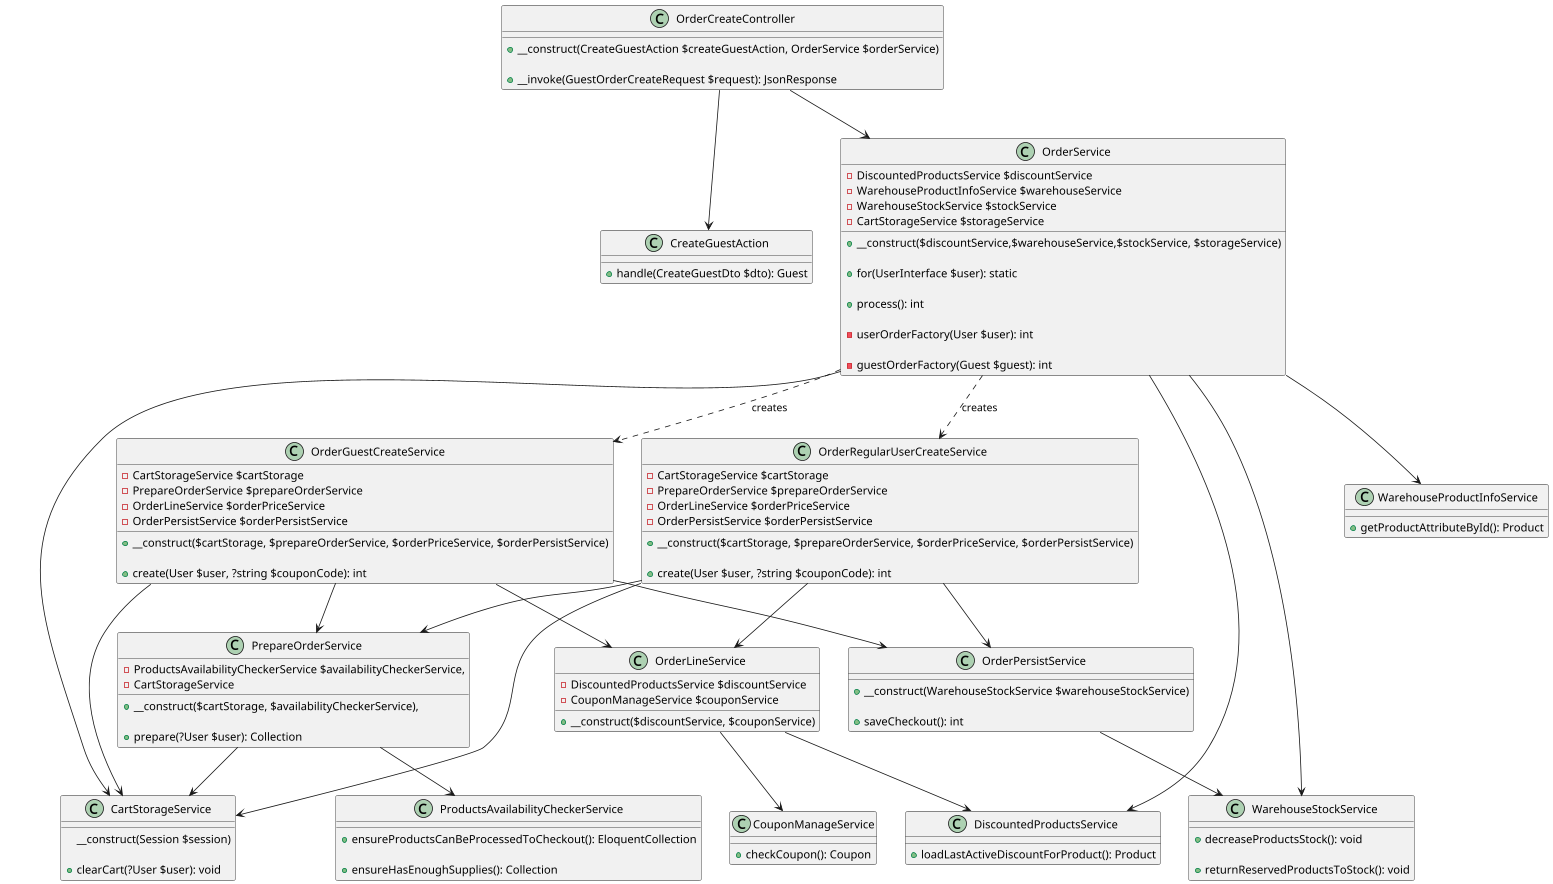 C OrderCreateController
__construct(CreateGuestAction $createGuestAction, OrderService $orderService)
__invoke(GuestOrderCreateRequest $request): JsonResponse
C OrderService
DiscountedProductsService $discountService
WarehouseProductInfoService $warehouseService
WarehouseStockService $stockService
CartStorageService $storageService
__construct($discountService,$warehouseService,$stockService, $storageService)
for(UserInterface $user): static
process(): int
userOrderFactory(User $user): int
guestOrderFactory(Guest $guest): int
C CreateGuestAction
handle(CreateGuestDto $dto): Guest
creates
creates
C OrderGuestCreateService
CartStorageService $cartStorage
PrepareOrderService $prepareOrderService
OrderLineService $orderPriceService
OrderPersistService $orderPersistService
__construct($cartStorage, $prepareOrderService, $orderPriceService, $orderPersistService)
create(User $user, ?string $couponCode): int
C OrderRegularUserCreateService
CartStorageService $cartStorage
PrepareOrderService $prepareOrderService
OrderLineService $orderPriceService
OrderPersistService $orderPersistService
__construct($cartStorage, $prepareOrderService, $orderPriceService, $orderPersistService)
create(User $user, ?string $couponCode): int
C WarehouseProductInfoService
getProductAttributeById(): Product
C PrepareOrderService
ProductsAvailabilityCheckerService $availabilityCheckerService,
CartStorageService
__construct($cartStorage, $availabilityCheckerService),
prepare(?User $user): Collection
C OrderLineService
DiscountedProductsService $discountService
CouponManageService $couponService
__construct($discountService, $couponService)
C OrderPersistService
__construct(WarehouseStockService $warehouseStockService)
saveCheckout(): int
C CartStorageService
__construct(Session $session)
clearCart(?User $user): void
C ProductsAvailabilityCheckerService
ensureProductsCanBeProcessedToCheckout(): EloquentCollection
ensureHasEnoughSupplies(): Collection
C CouponManageService
checkCoupon(): Coupon
C DiscountedProductsService
loadLastActiveDiscountForProduct(): Product
C WarehouseStockService
decreaseProductsStock(): void
returnReservedProductsToStock(): void